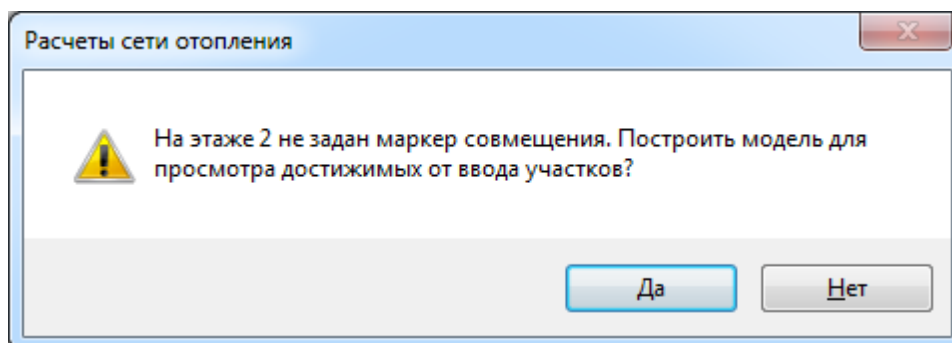 Расчеты сети отопления
На этаже 2 не задан маркер совмещения. Построить модель для
просмотра достижимых от ввода участков?
Да
Нет